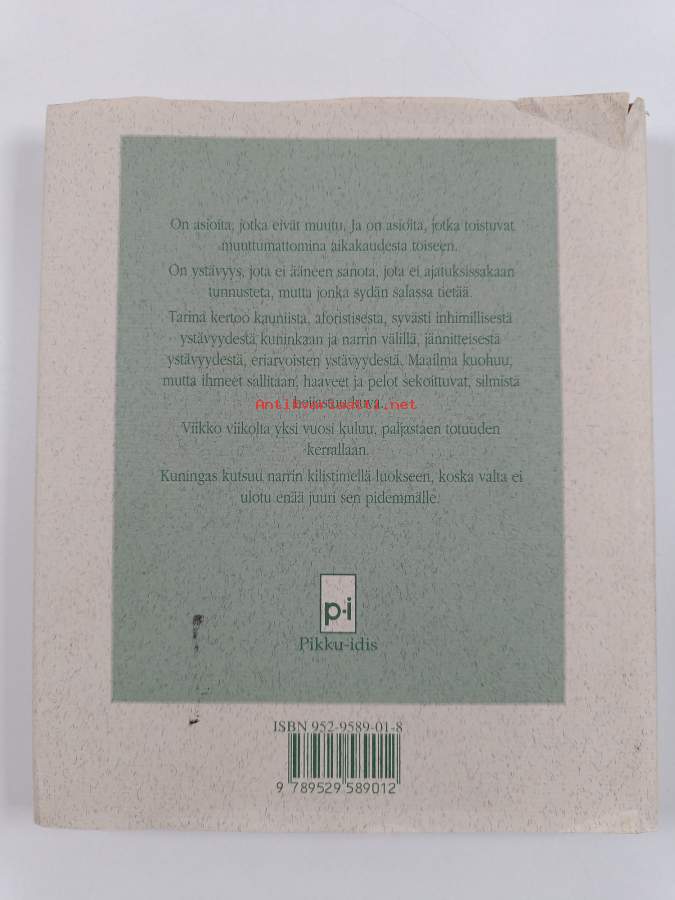 On asioita, jotka eivät muutu. Ja on asioita, jotka toistuvat
muuttumattomina aikakaudesta toiseen.
On ystävyys, jota ei ääneen sanota, jota ei ajatuksissakaan
tunnusteta, mutta jonka sydän salassa tietää.
Tarina kertoo kauniista, aforistisesta, syvästi inhimillisestä
ystävyydestä kuninkaan ja narrin välillä, jännitteisestä
ystävyydestä, eriarvoisten ystävyydestä. Maailma kuohuu,
mutta ihmeet sallitaan, haaveet ja pelot sekoittuvat, silmistä
heijastuu kuva.
Antikvariaatti.net
Viikko viikolta yksi vuosi kuluu, paljastaen totuuden
kerrallaan.
Kuningas kutsuu narrin kilistimellä luokseen, koska valta ei
ulotu enää juuri sen pidemmälle.
p·i
Pikku-idis
ISBN 952-9589-01-8
9 789529 589012